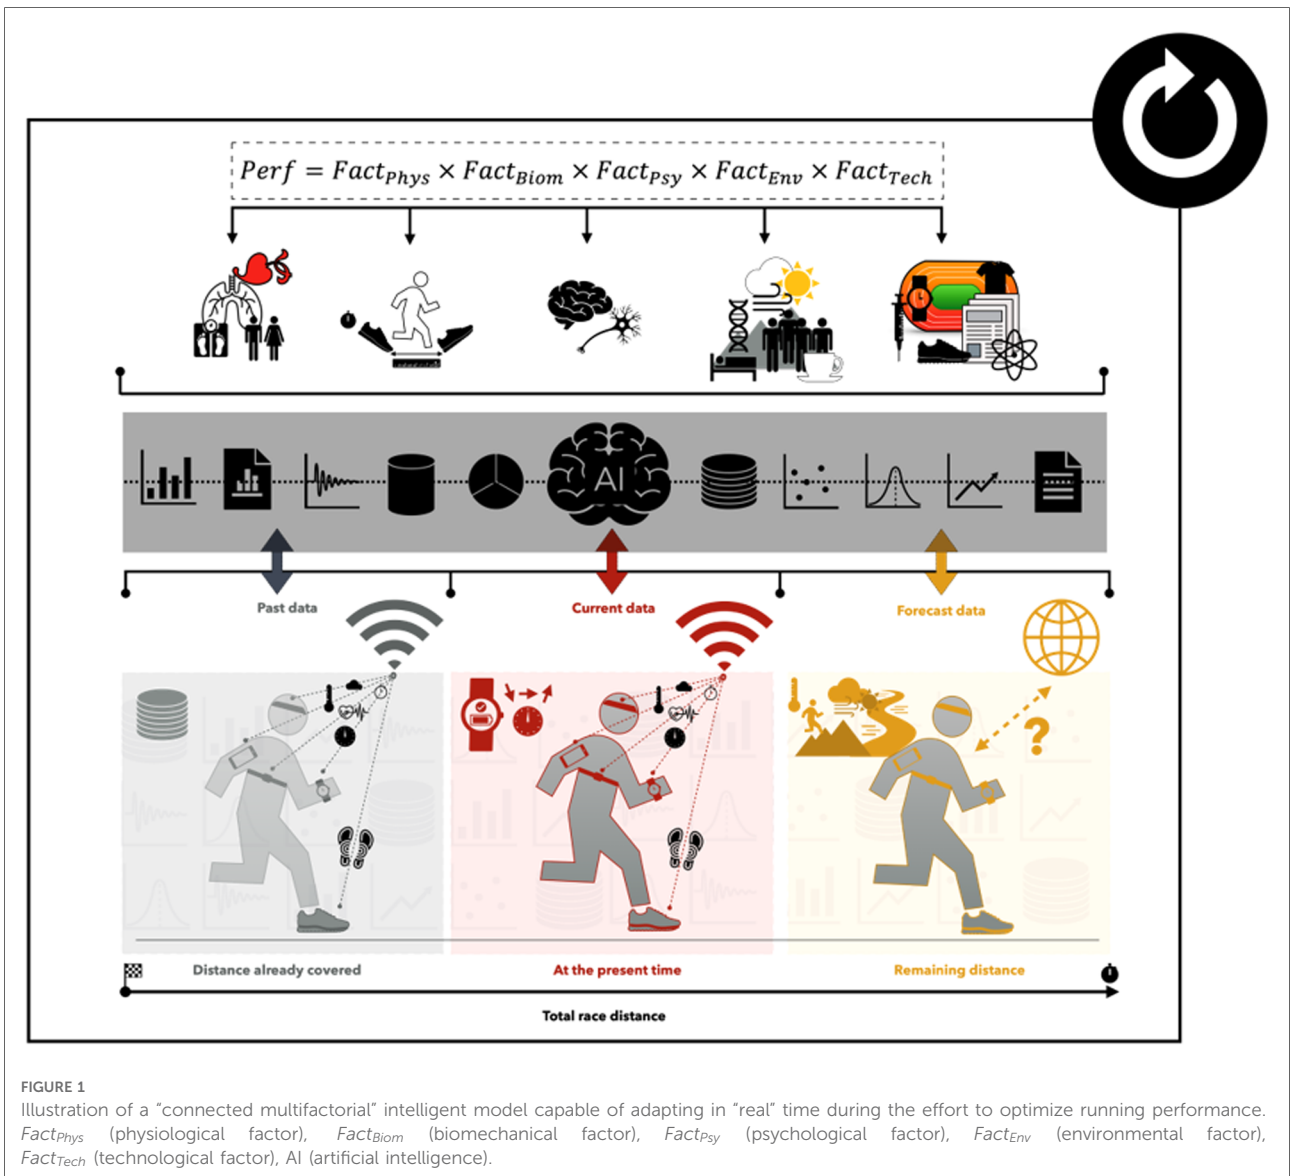 Perf = Fact_Phys × Fact_Biom × Fact_Psy × Fact_Env × Fact_Tech
AI
Past data
Current data
Forecast data
?
Distance already covered
At the present time
Remaining distance
Total race distance
FIGURE 1
Illustration of a “connected multifactorial” intelligent model capable of adapting in “real” time during the effort to optimize running performance.
Fact_Phys (physiological factor), Fact_Biom (biomechanical factor), Fact_Psy (psychological factor), Fact_Env (environmental factor),
Fact_Tech (technological factor), AI (artificial intelligence).